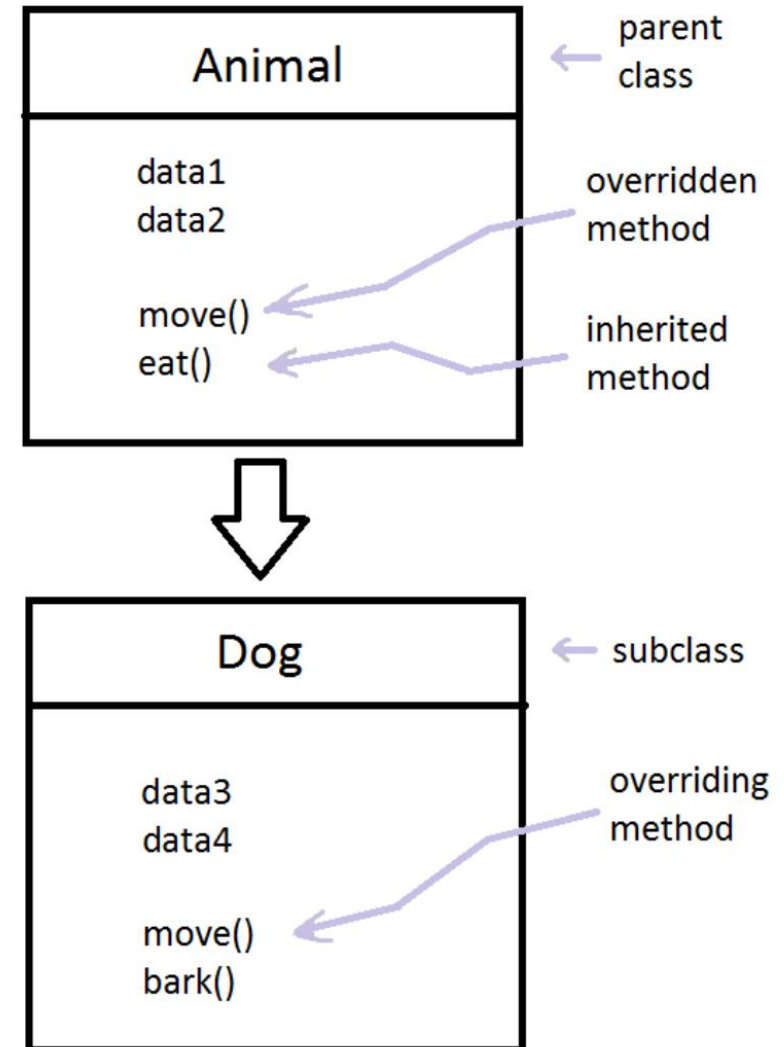 Animal
parent
class
data1
data2
overridden
method
move()
eat()
inherited
method
Dog
subclass
data3
data4
overriding
method
move()
bark()